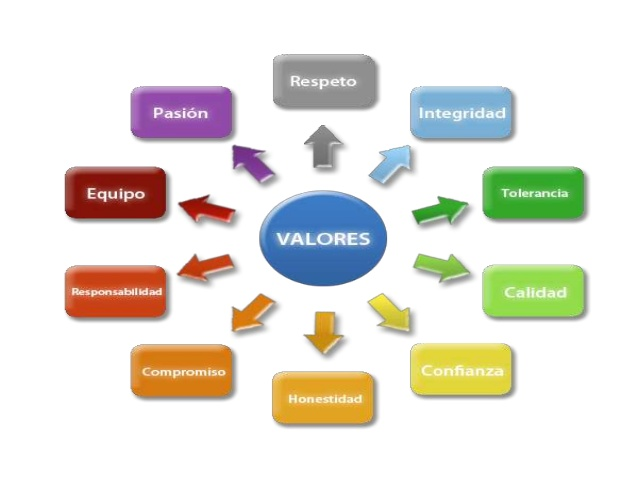 Respeto
Pasión
Integridad
Equipo
Tolerancia
VALORES
Responsabilidad
Calidad
Compromiso
Confianza
Honestidad